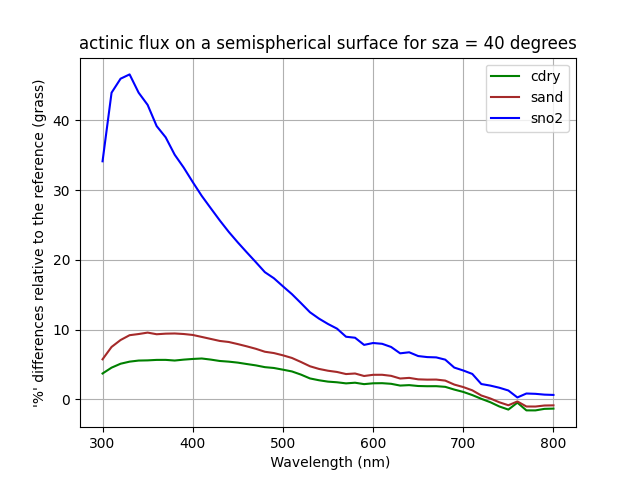 actinic flux on a semispherical surface for sza = 40 degrees
'%' differences relative to the reference (grass)
40
30
20
10
0
cdry
sand
sno2
300 400 500 600 700 800
Wavelength (nm)